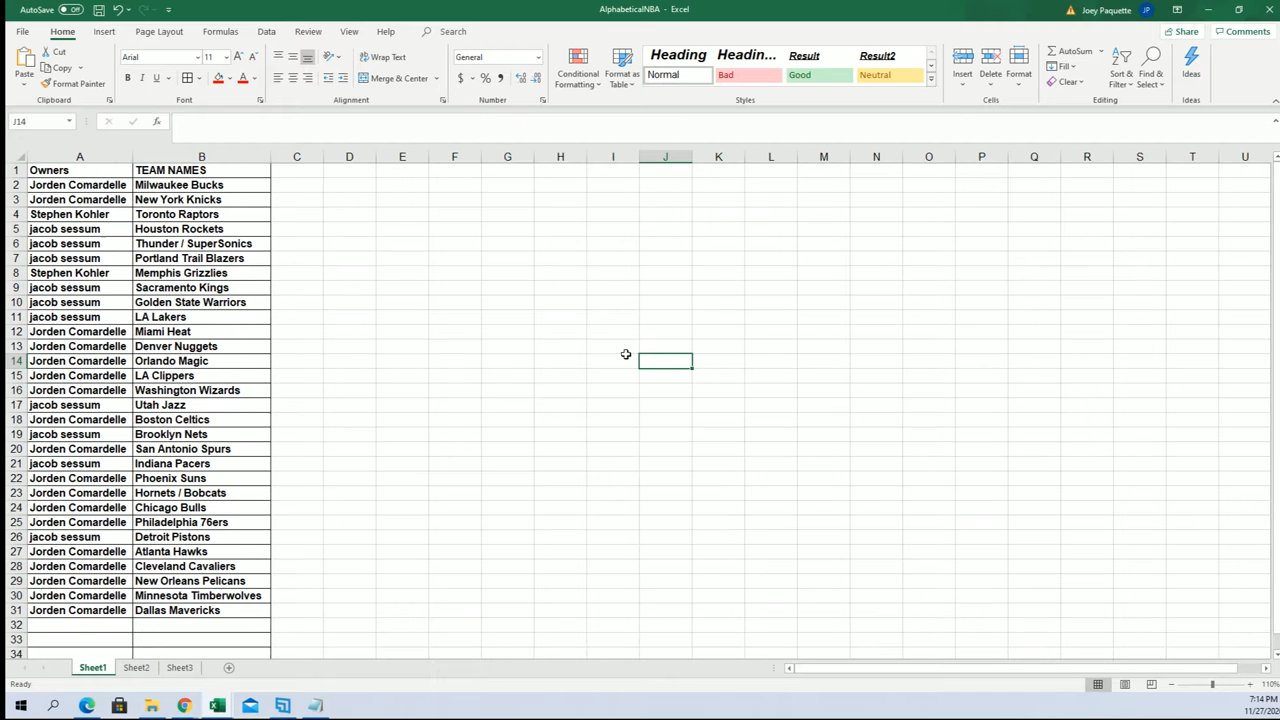 AutoSave Off AlphabeticalNBA - Excel Joey Paquette JP
File Home Insert Page Layout Formulas Data Review View Help Search Share Comments
Paste Cut Copy Format Painter Clipboard
Arial 11 A A B I U A Font
Wrap Text Merge & Center Alignment
General $ % 9 Number
Conditional Formatting Format as Table
Heading Headin... Result Result2
Normal Bad Good Neutral
Styles
Insert Delete Format Cells
AutoSum Fill Clear Sort & Filter Find & Select Editing
Ideas Ideas
J14 fx
A B C D E F G H I J K L M N O P Q R S T U
1 Owners TEAM NAMES
2 Jorden Comardelle Milwaukee Bucks
3 Jorden Comardelle New York Knicks
4 Stephen Kohler Toronto Raptors
5 jacob sessum Houston Rockets
6 jacob sessum Thunder / SuperSonics
7 jacob sessum Portland Trail Blazers
8 Stephen Kohler Memphis Grizzlies
9 jacob sessum Sacramento Kings
10 jacob sessum Golden State Warriors
11 jacob sessum LA Lakers
12 Jorden Comardelle Miami Heat
13 Jorden Comardelle Denver Nuggets
14 Jorden Comardelle Orlando Magic
15 Jorden Comardelle LA Clippers
16 Jorden Comardelle Washington Wizards
17 jacob sessum Utah Jazz
18 Jorden Comardelle Boston Celtics
19 jacob sessum Brooklyn Nets
20 Jorden Comardelle San Antonio Spurs
21 jacob sessum Indiana Pacers
22 Jorden Comardelle Phoenix Suns
23 Jorden Comardelle Hornets / Bobcats
24 Jorden Comardelle Chicago Bulls
25 Jorden Comardelle Philadelphia 76ers
26 jacob sessum Detroit Pistons
27 Jorden Comardelle Atlanta Hawks
28 Jorden Comardelle Cleveland Cavaliers
29 Jorden Comardelle New Orleans Pelicans
30 Jorden Comardelle Minnesota Timberwolves
31 Jorden Comardelle Dallas Mavericks
32
33
34
Sheet1 Sheet2 Sheet3
Ready 110%
7:14 PM